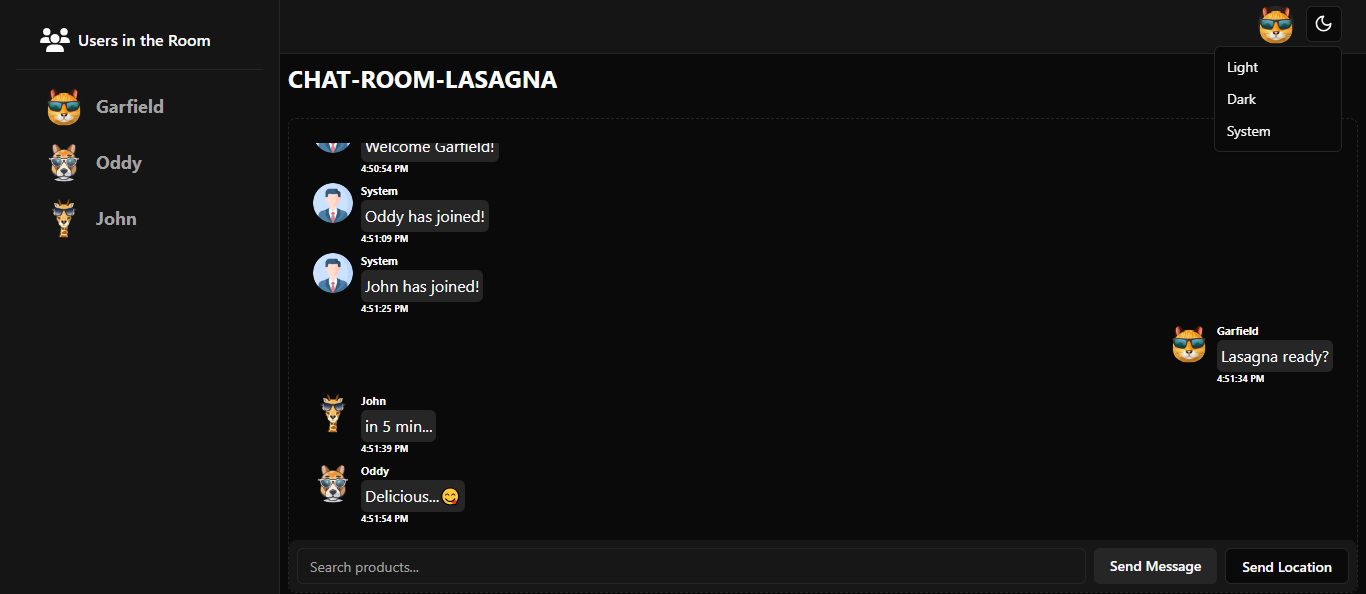 Users in the Room
Garfield
Oddy
John
Light
Dark
System
CHAT-ROOM-LASAGNA
Welcome Garfield!
4:50:54 PM
System
Oddy has joined!
4:51:09 PM
System
John has joined!
4:51:25 PM
Garfield
Lasagna ready?
4:51:34 PM
John
in 5 min...
4:51:39 PM
Oddy
Delicious...😋
4:51:54 PM
Search products...
Send Message
Send Location